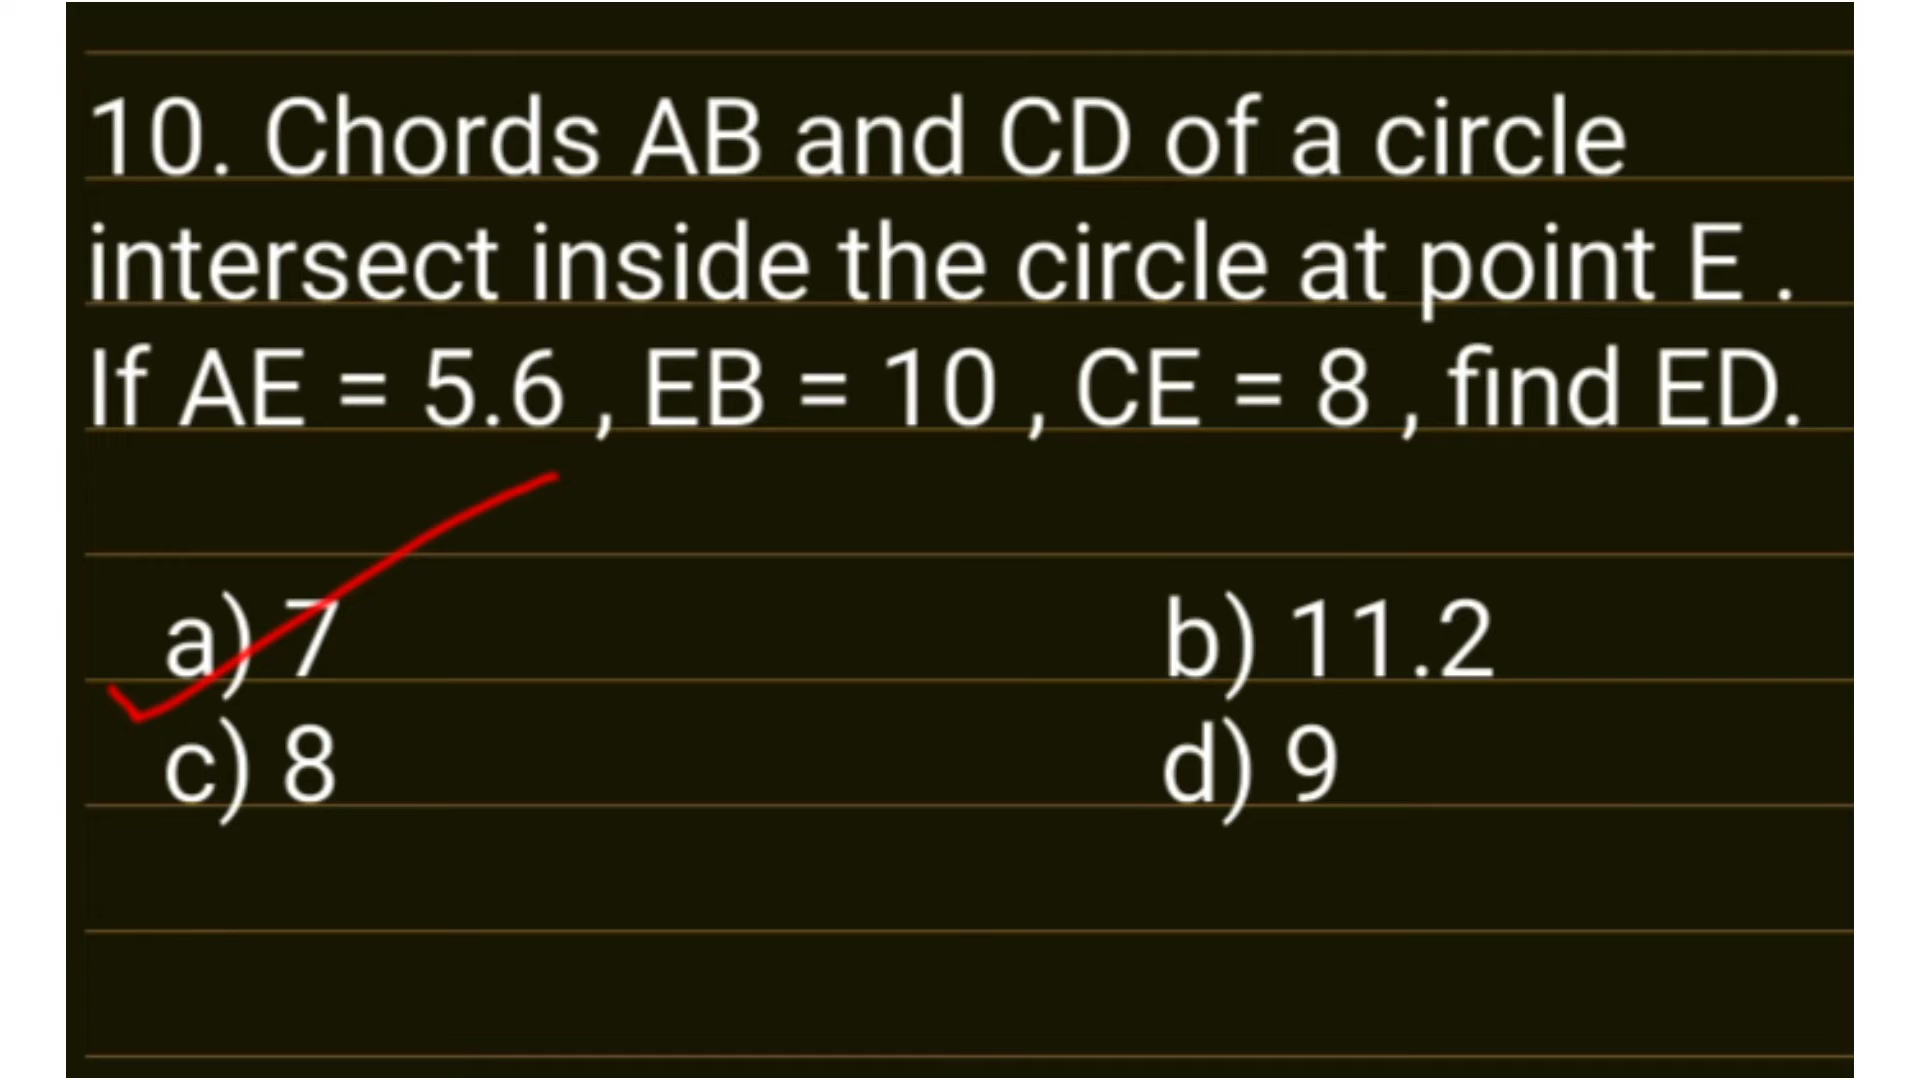 10. Chords AB and CD of a circle
intersect inside the circle at point E .
If AE = 5.6 , EB = 10 , CE = 8 , find ED.
a) 7 b) 11.2
c) 8 d) 9